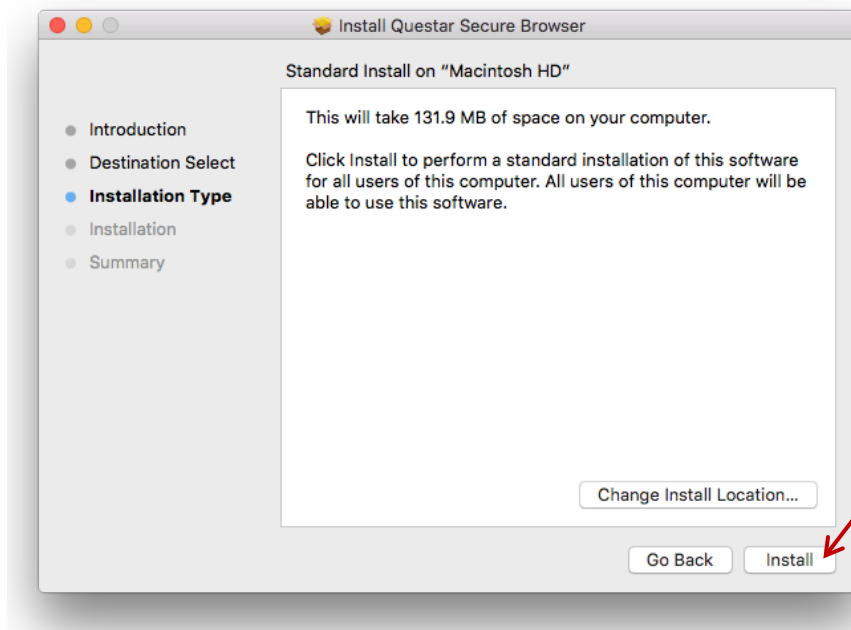 Install Questar Secure Browser
Standard Install on “Macintosh HD”
Introduction
Destination Select
Installation Type
Installation
Summary
This will take 131.9 MB of space on your computer.
Click Install to perform a standard installation of this software
for all users of this computer. All users of this computer will be
able to use this software.
Change Install Location...
Go Back
Install